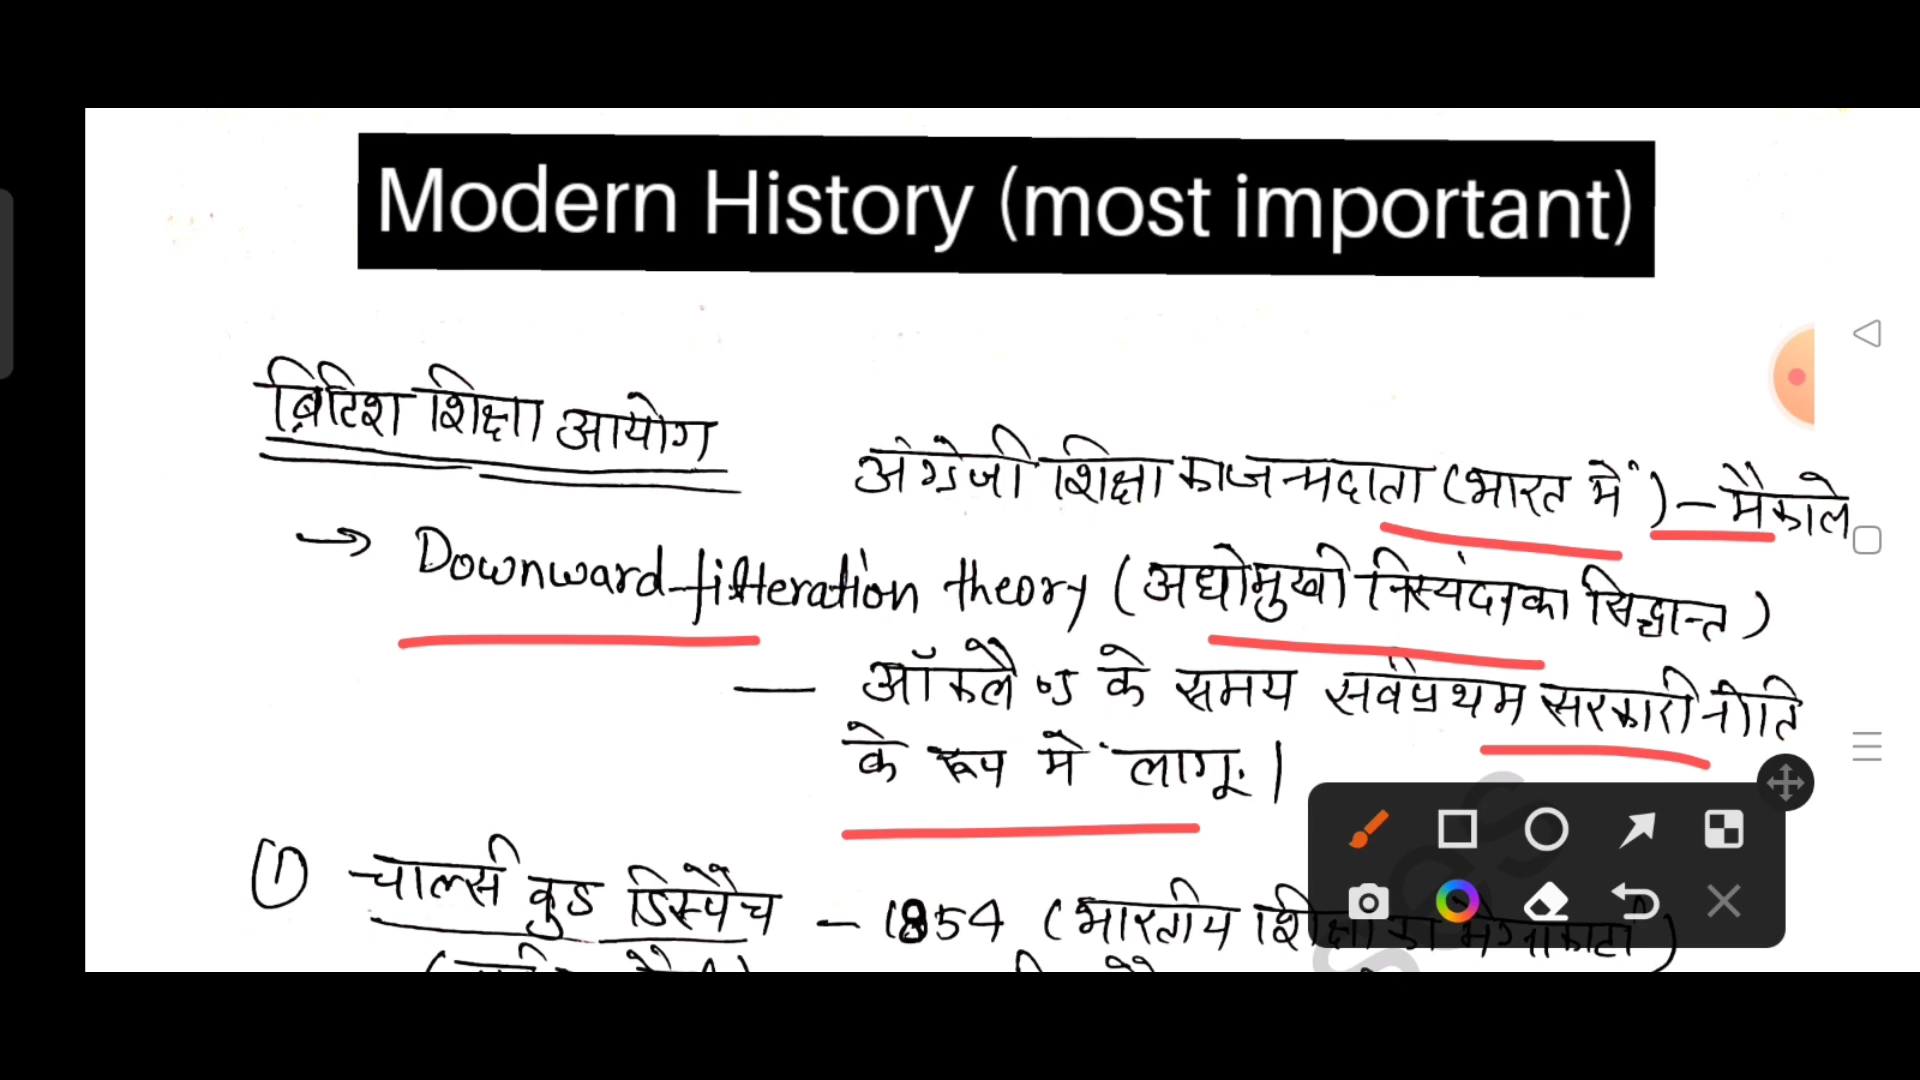 Modern History (most important)
ब्रिटिश शिक्षा आयोग
अंग्रेजी शिक्षा का जन्मदाता (भारत में) – मैकाले
→ Downward filteration theory (अधोमुखी निस्यंदन का सिद्धान्त)
— ऑकलैण्ड के समय सर्वप्रथम सरकारी नीति
के रूप में लागू।
① चार्ल्स वुड डिस्पैच – 1854 (भारतीय शिक्षा का मैग्नाकार्टा)